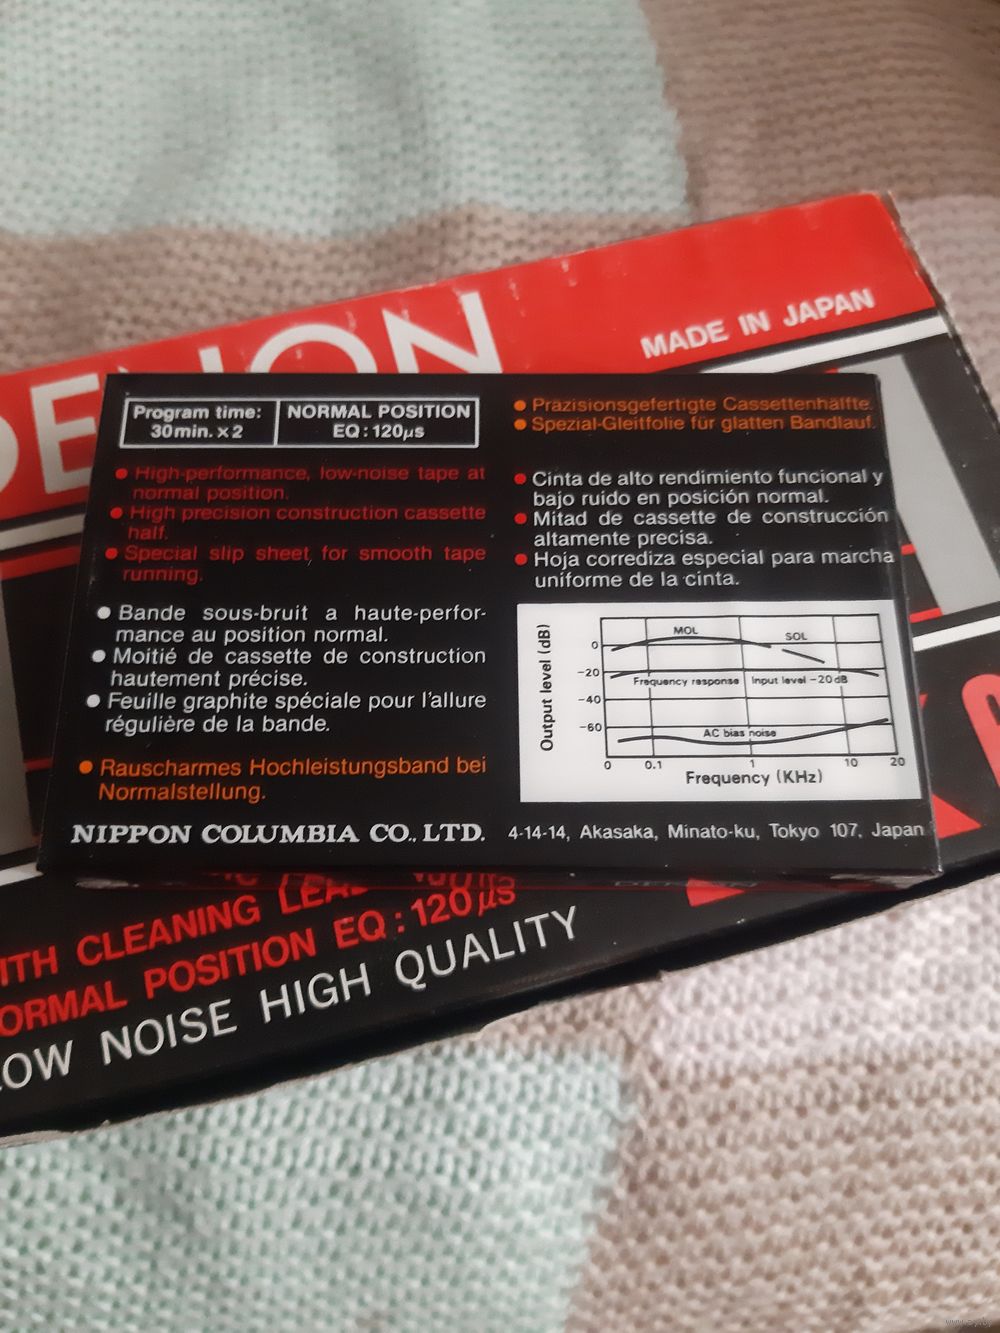 MADE IN JAPAN
Program time:
30min. x 2
NORMAL POSITION
EQ : 120µs
● High-performance, low-noise tape at
normal position.
● High precision construction cassette
half.
● Special slip sheet for smooth tape
running.
● Bande sous-bruit a haute-perfor-
mance au position normal.
● Moitié de cassette de construction
hautement précise.
● Feuille graphite spéciale pour l'allure
régulière de la bande.
● Rauscharmes Hochleistungsband bei
Normalstellung.
● Präzisionsgefertigte Cassettenhälfte.
● Spezial-Gleitfolie für glatten Bandlauf.
● Cinta de alto rendimiento funcional y
bajo ruido en posición normal.
● Mitad de cassette de construcción
altamente precisa.
● Hoja corrediza especial para marcha
uniforme de la cinta.
Output level (dB)
MOL
SOL
0
-20
Frequency response Input level -20dB
-40
-60
AC bias noise
0 0.1 1 10 20
Frequency (KHz)
NIPPON COLUMBIA CO., LTD. 4-14-14, Akasaka, Minato-ku, Tokyo 107, Japan
CLEANING
POSITION EQ : 120µs
NOISE HIGH QUALITY